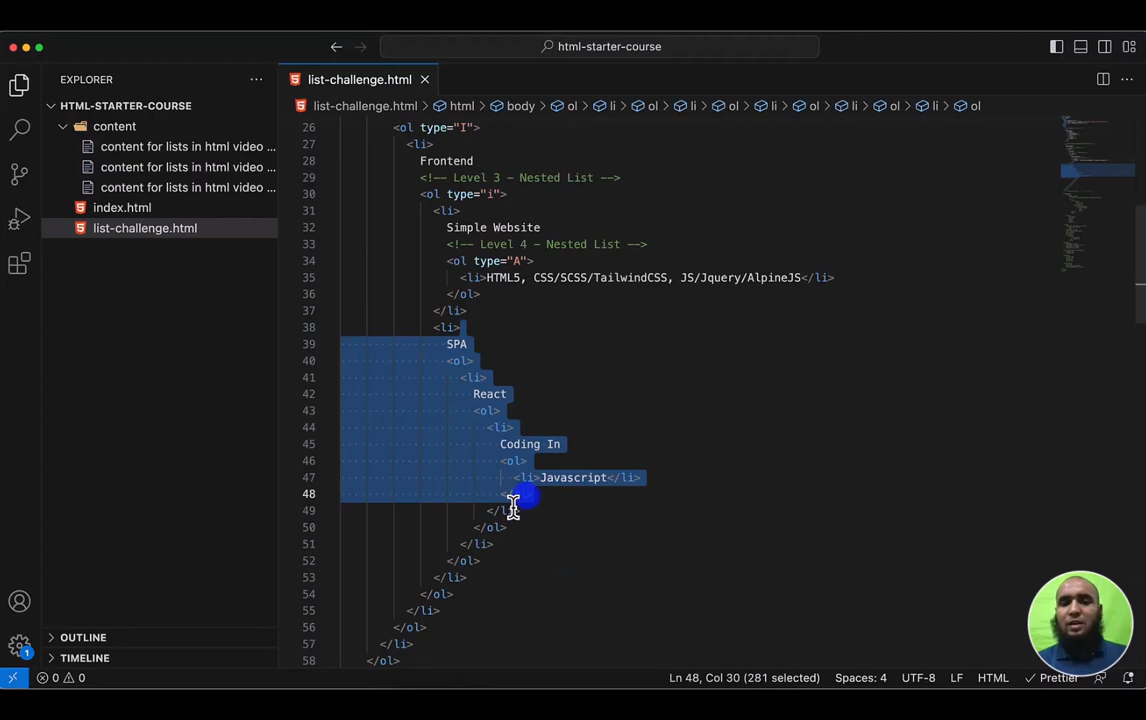 html-starter-course
EXPLORER
list-challenge.html
HTML-STARTER-COURSE
list-challenge.html html body ol li ol li ol li ol li ol li ol
content
content for lists in html video ...
content for lists in html video ...
content for lists in html video ...
index.html
list-challenge.html
26 <ol type="I">
27 <li>
28 Frontend
29 <!-- Level 3 - Nested List -->
30 <ol type="i">
31 <li>
32 Simple Website
33 <!-- Level 4 - Nested List -->
34 <ol type="A">
35 <li>HTML5, CSS/SCSS/TailwindCSS, JS/Jquery/AlpineJS</li>
36 </ol>
37 </li>
38 <li>
39 SPA
40 <ol>
41 <li>
42 React
43 <ol>
44 <li>
45 Coding In
46 <ol>
47 <li>Javascript</li>
48
49
50 </ol>
51 </li>
52 </ol>
53 </li>
54 </ol>
55 </li>
56 </ol>
57 </li>
58 </ol>
OUTLINE
TIMELINE
1
0 0 Ln 48, Col 30 (281 selected) Spaces: 4 UTF-8 LF HTML Prettier